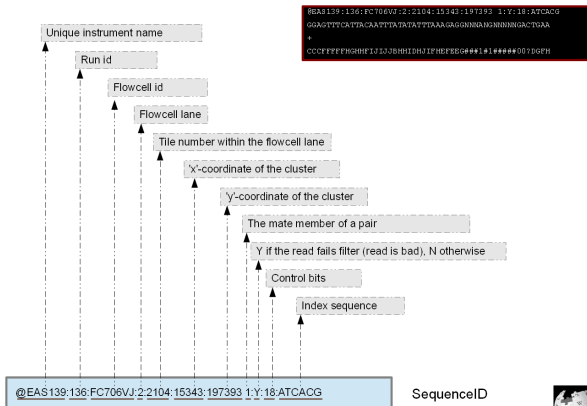 @EAS139:136:FC706VJ:2:2104:15343:197393 1:Y:18:ATCACG
GGAGTTTCATTACAATTTATATATTTAAAGAGGNNNANGNNNNNGACTGAA
+
CCCFFFFFHGHHFIJIJJBHHIDHJIFHEFEEG###1#1#####00?DGFH
Unique instrument name
Run id
Flowcell id
Flowcell lane
Tile number within the flowcell lane
'x'-coordinate of the cluster
'y'-coordinate of the cluster
The mate member of a pair
Y if the read fails filter (read is bad), N otherwise
Control bits
Index sequence
@EAS139:136:FC706VJ:2:2104:15343:197393 1:Y:18:ATCACG
SequenceID